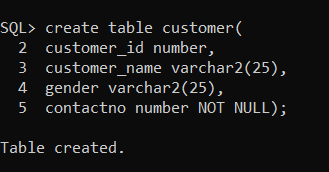 SQL> create table customer(
  2  customer_id number,
  3  customer_name varchar2(25),
  4  gender varchar2(25),
  5  contactno number NOT NULL);
Table created.